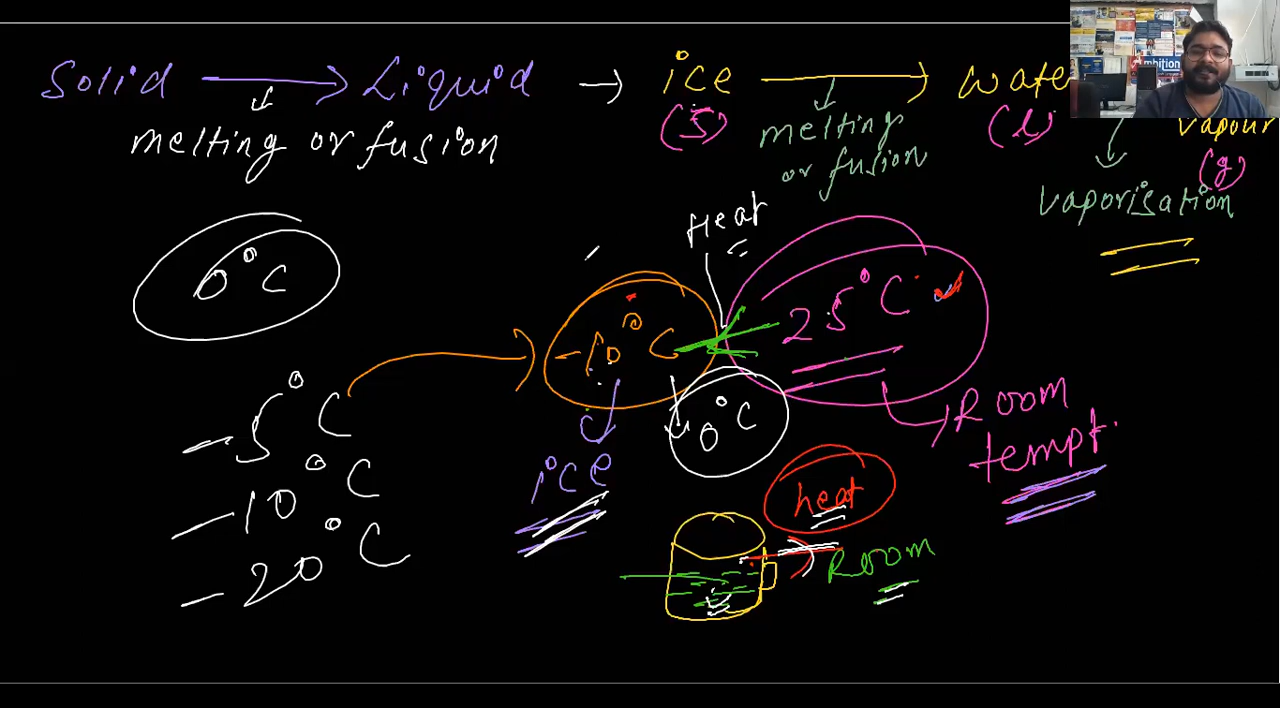 Solid → Liquid → ice → wate
melting or fusion
(s)
melting
or fusion
(l)
vapour
(g)
vaporisation
mbition
0°C
Heat
-10°C
25°C
0°C
Room
tempt.
-5°C
-10°C
-20°C
ice
heat
Room